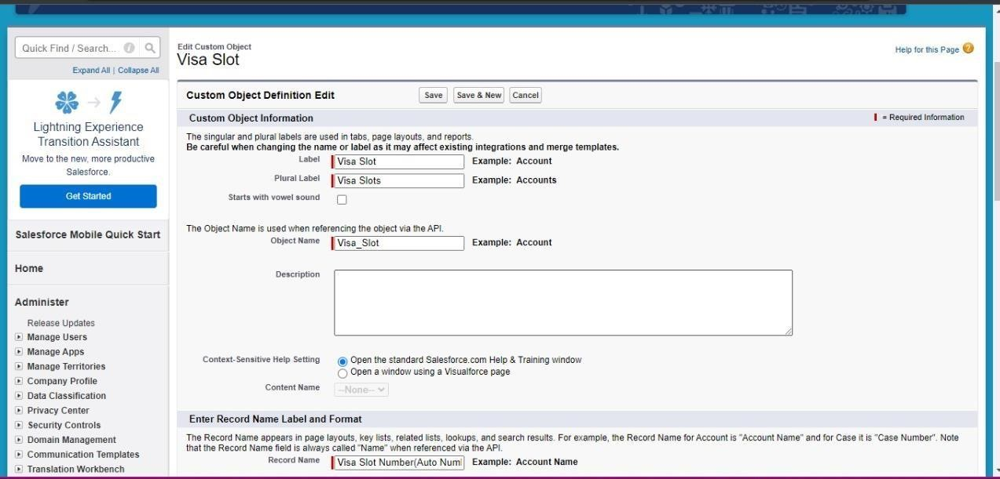 Quick Find / Search...
Expand All | Collapse All
Lightning Experience
Transition Assistant
Move to the new, more productive
Salesforce.
Get Started
Salesforce Mobile Quick Start
Home
Administer
Release Updates
Manage Users
Manage Apps
Manage Territories
Company Profile
Data Classification
Privacy Center
Security Controls
Domain Management
Communication Templates
Translation Workbench
Edit Custom Object
Visa Slot
Help for this Page ?
Custom Object Definition Edit
Save
Save & New
Cancel
Custom Object Information
= Required Information
The singular and plural labels are used in tabs, page layouts, and reports.
Be careful when changing the name or label as it may affect existing integrations and merge templates.
Label Visa Slot Example: Account
Plural Label Visa Slots Example: Accounts
Starts with vowel sound
The Object Name is used when referencing the object via the API.
Object Name Visa_Slot Example: Account
Description
Context-Sensitive Help Setting Open the standard Salesforce.com Help & Training window
Open a window using a Visualforce page
Content Name --None--
Enter Record Name Label and Format
The Record Name appears in page layouts, key lists, related lists, lookups, and search results. For example, the Record Name for Account is "Account Name" and for Case it is "Case Number". Note
that the Record Name field is always called "Name" when referenced via the API.
Record Name Visa Slot Number(Auto Num Example: Account Name